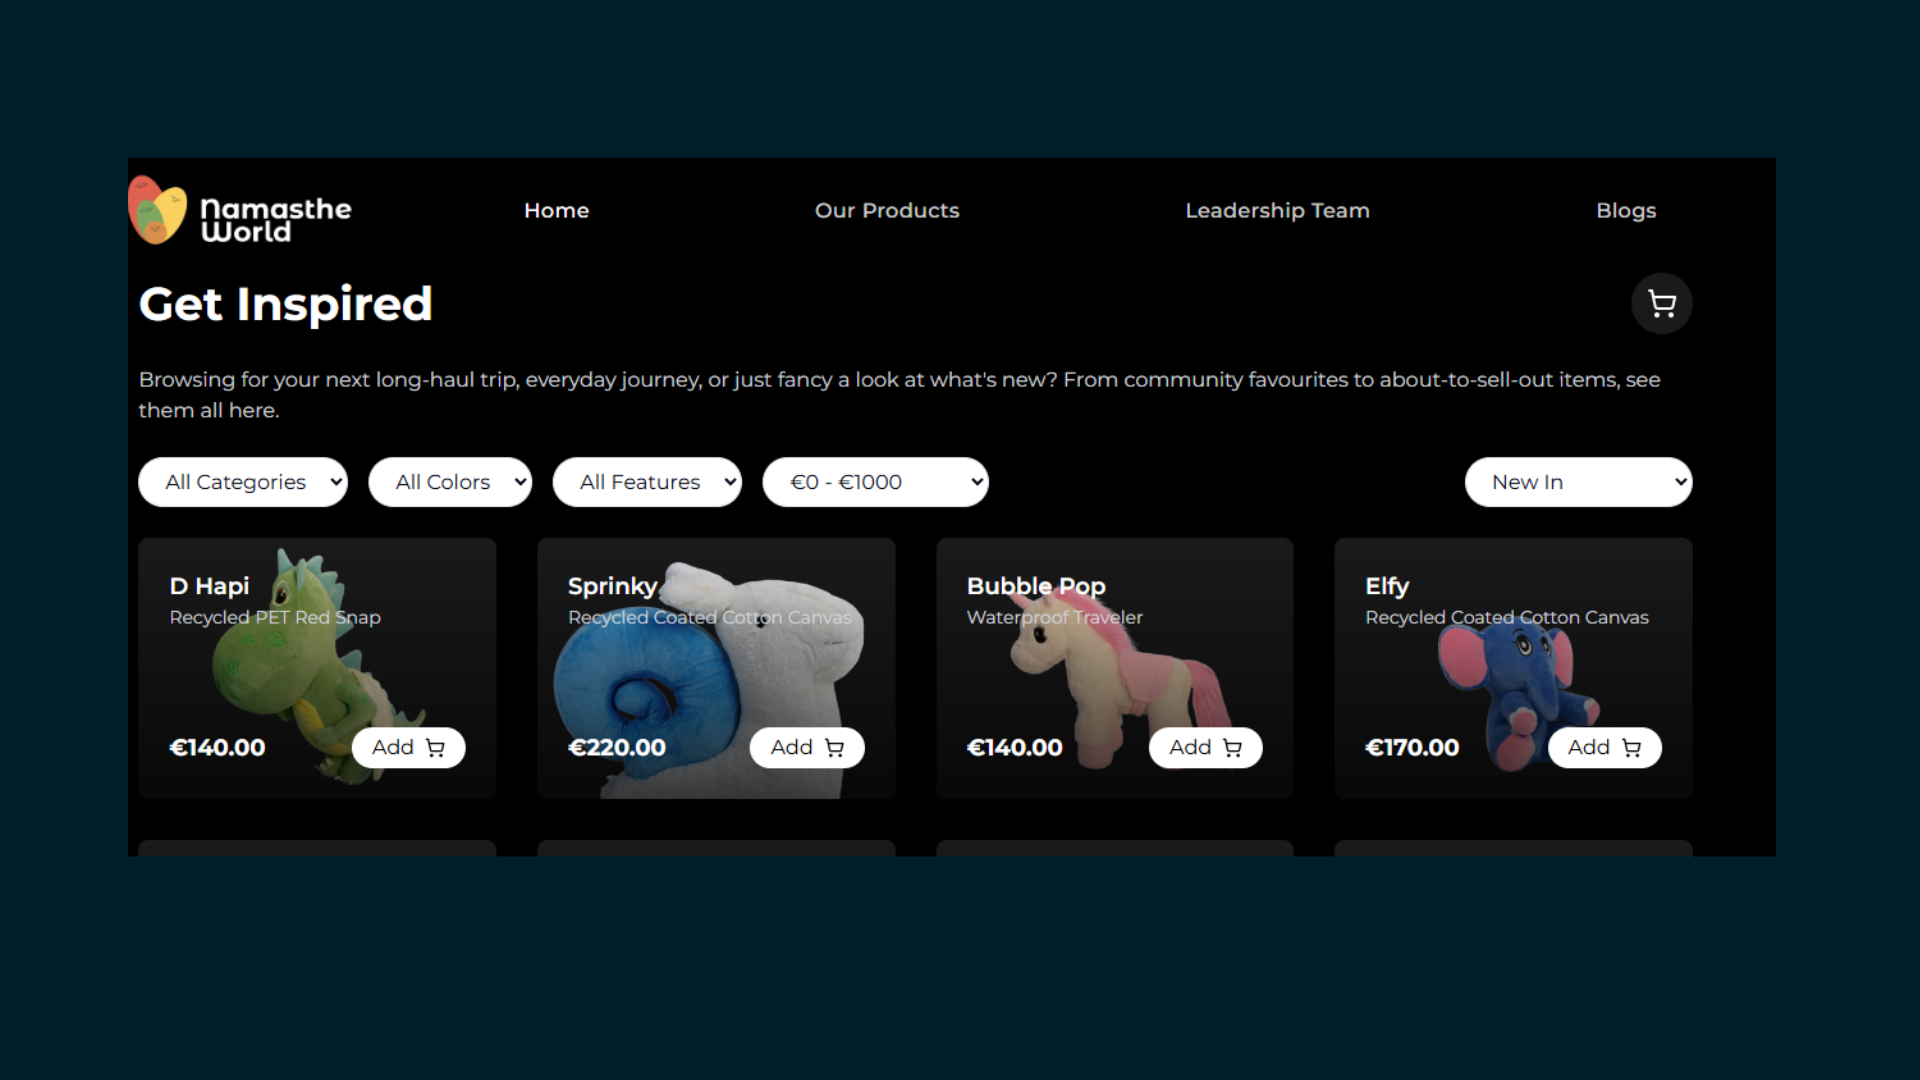 Namasthe
World
Home
Our Products
Leadership Team
Blogs
Get Inspired
Browsing for your next long-haul trip, everyday journey, or just fancy a look at what's new? From community favourites to about-to-sell-out items, see
them all here.
All Categories
All Colors
All Features
€0 - €1000
New In
D Hapi
Recycled PET Red Snap
€140.00
Add
Sprinky
Recycled Coated Cotton Canvas
€220.00
Add
Bubble Pop
Waterproof Traveler
€140.00
Add
Elfy
Recycled Coated Cotton Canvas
€170.00
Add